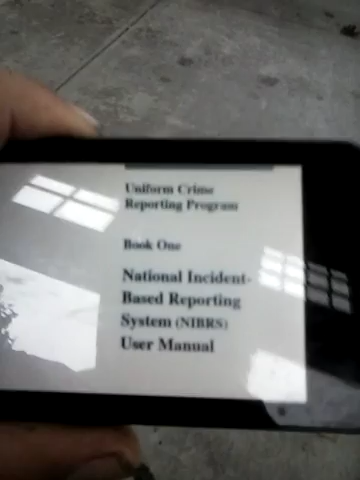 Uniform Crime
Reporting Program
Book One
National Incident-
Based Reporting
System (NIBRS)
User Manual